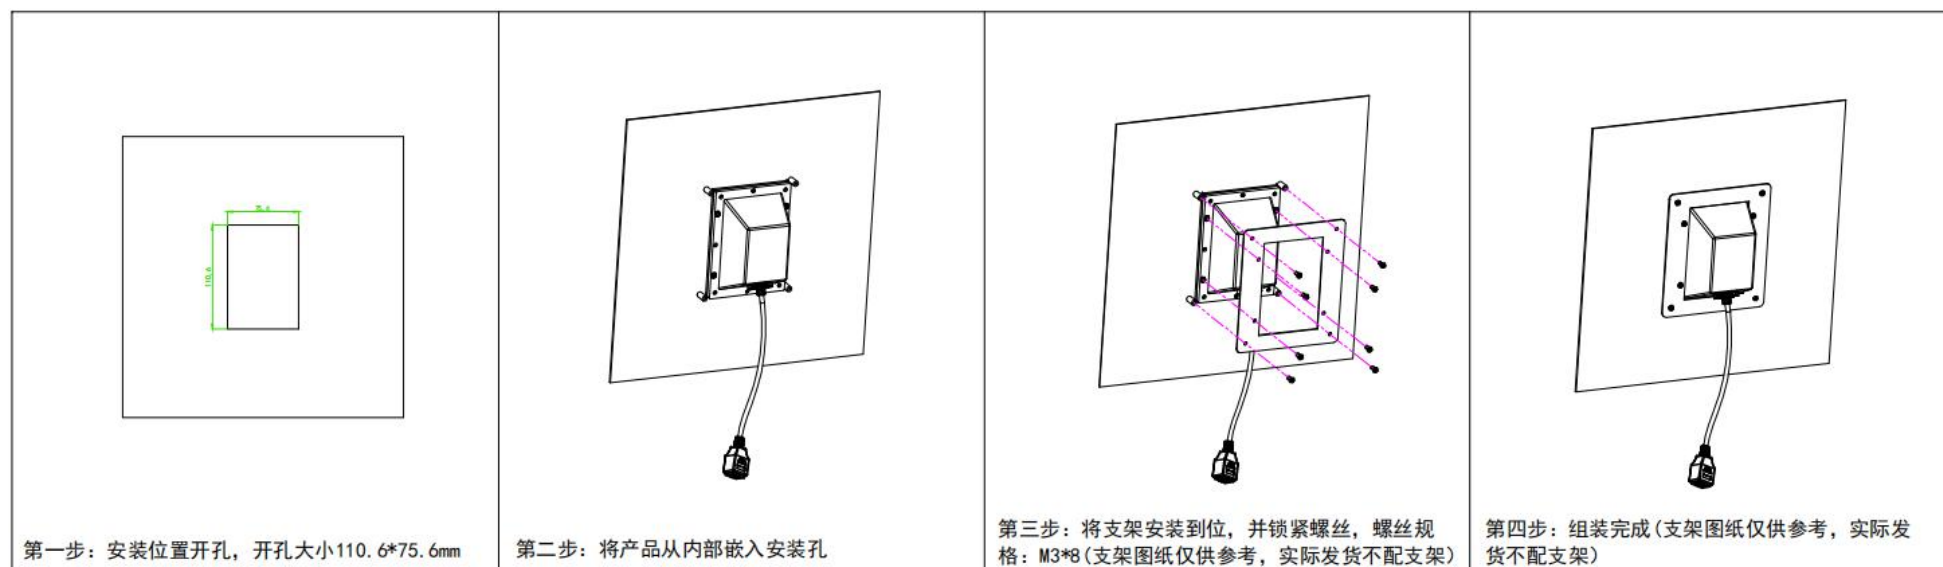 75.6
110.6
第一步：安装位置开孔，开孔大小110.6*75.6mm
第二步：将产品从内部嵌入安装孔
第三步：将支架安装到位，并锁紧螺丝，螺丝规
格：M3*8(支架图纸仅供参考，实际发货不配支架)
第四步：组装完成(支架图纸仅供参考，实际发
货不配支架)